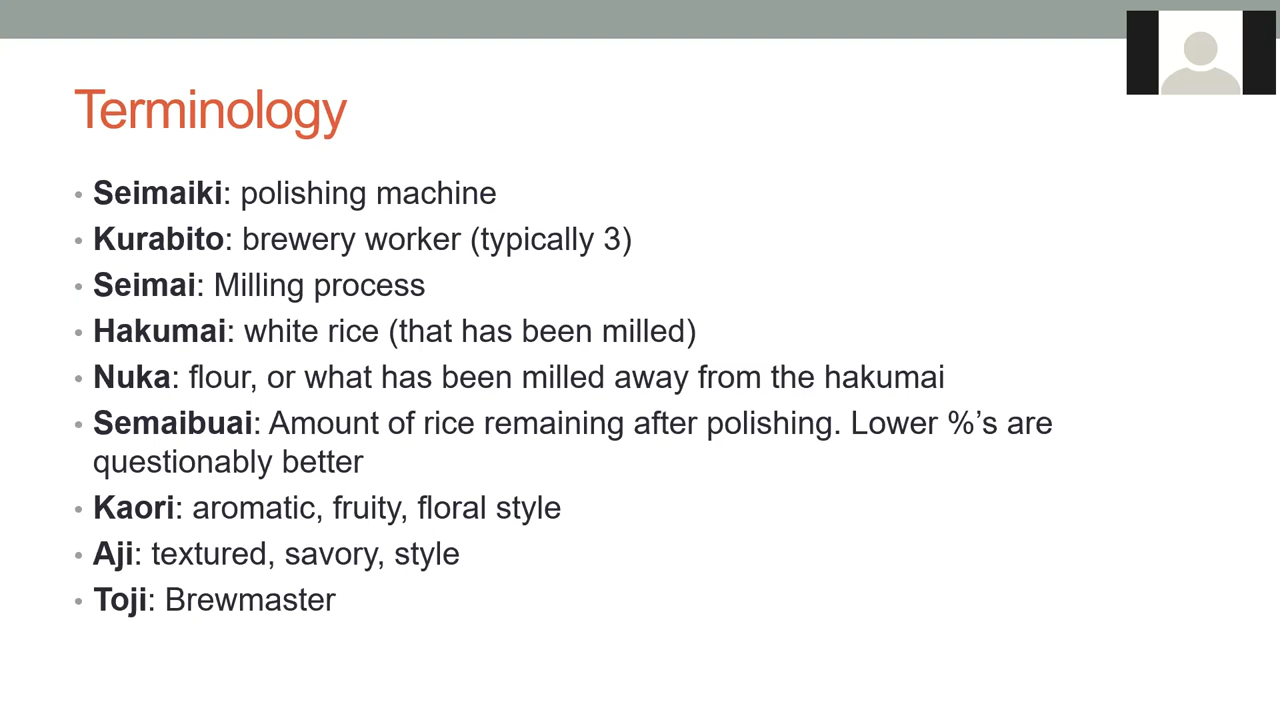 Terminology
• Seimaiki: polishing machine
• Kurabito: brewery worker (typically 3)
• Seimai: Milling process
• Hakumai: white rice (that has been milled)
• Nuka: flour, or what has been milled away from the hakumai
• Semaibuai: Amount of rice remaining after polishing. Lower %’s are
questionably better
• Kaori: aromatic, fruity, floral style
• Aji: textured, savory, style
• Toji: Brewmaster